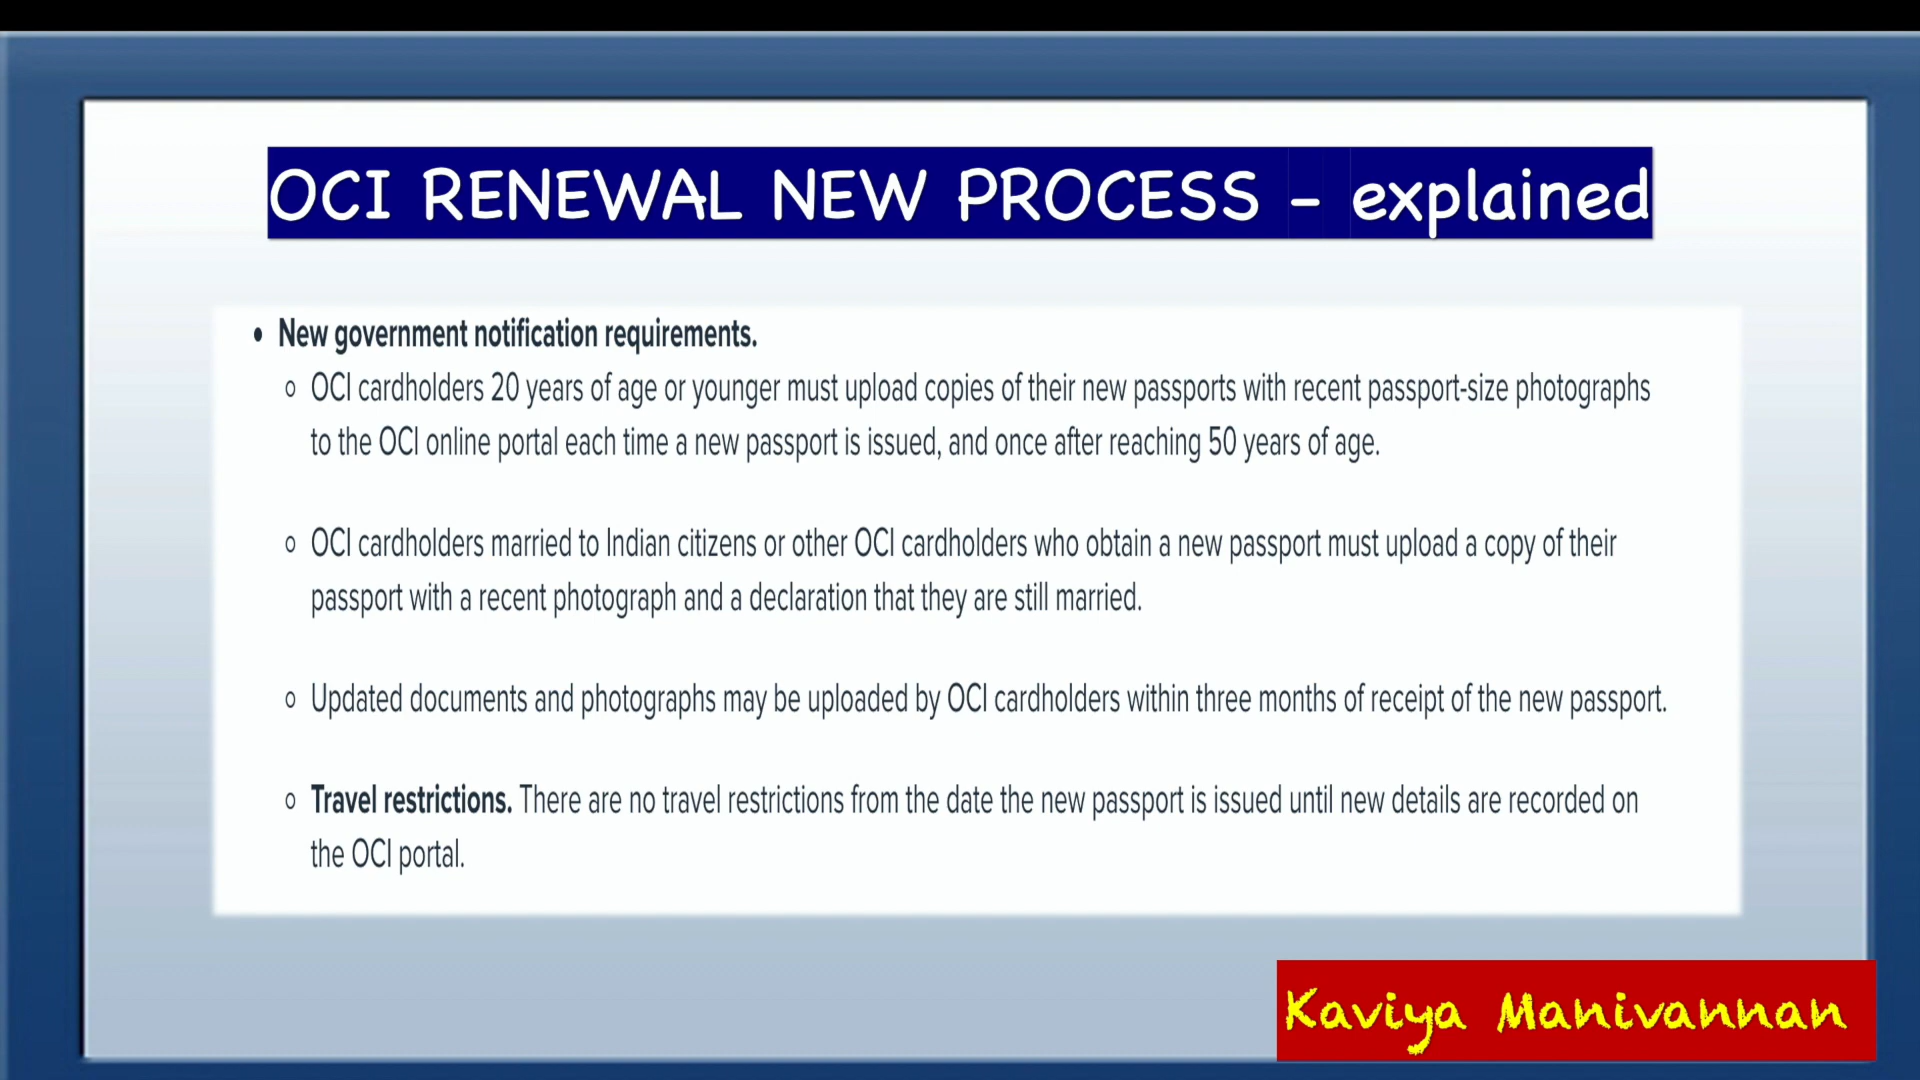 OCI RENEWAL NEW PROCESS – explained
• New government notification requirements.
o OCI cardholders 20 years of age or younger must upload copies of their new passports with recent passport-size photographs
to the OCI online portal each time a new passport is issued, and once after reaching 50 years of age.
o OCI cardholders married to Indian citizens or other OCI cardholders who obtain a new passport must upload a copy of their
passport with a recent photograph and a declaration that they are still married.
o Updated documents and photographs may be uploaded by OCI cardholders within three months of receipt of the new passport.
o Travel restrictions. There are no travel restrictions from the date the new passport is issued until new details are recorded on
the OCI portal.
Kaviya Manivannan